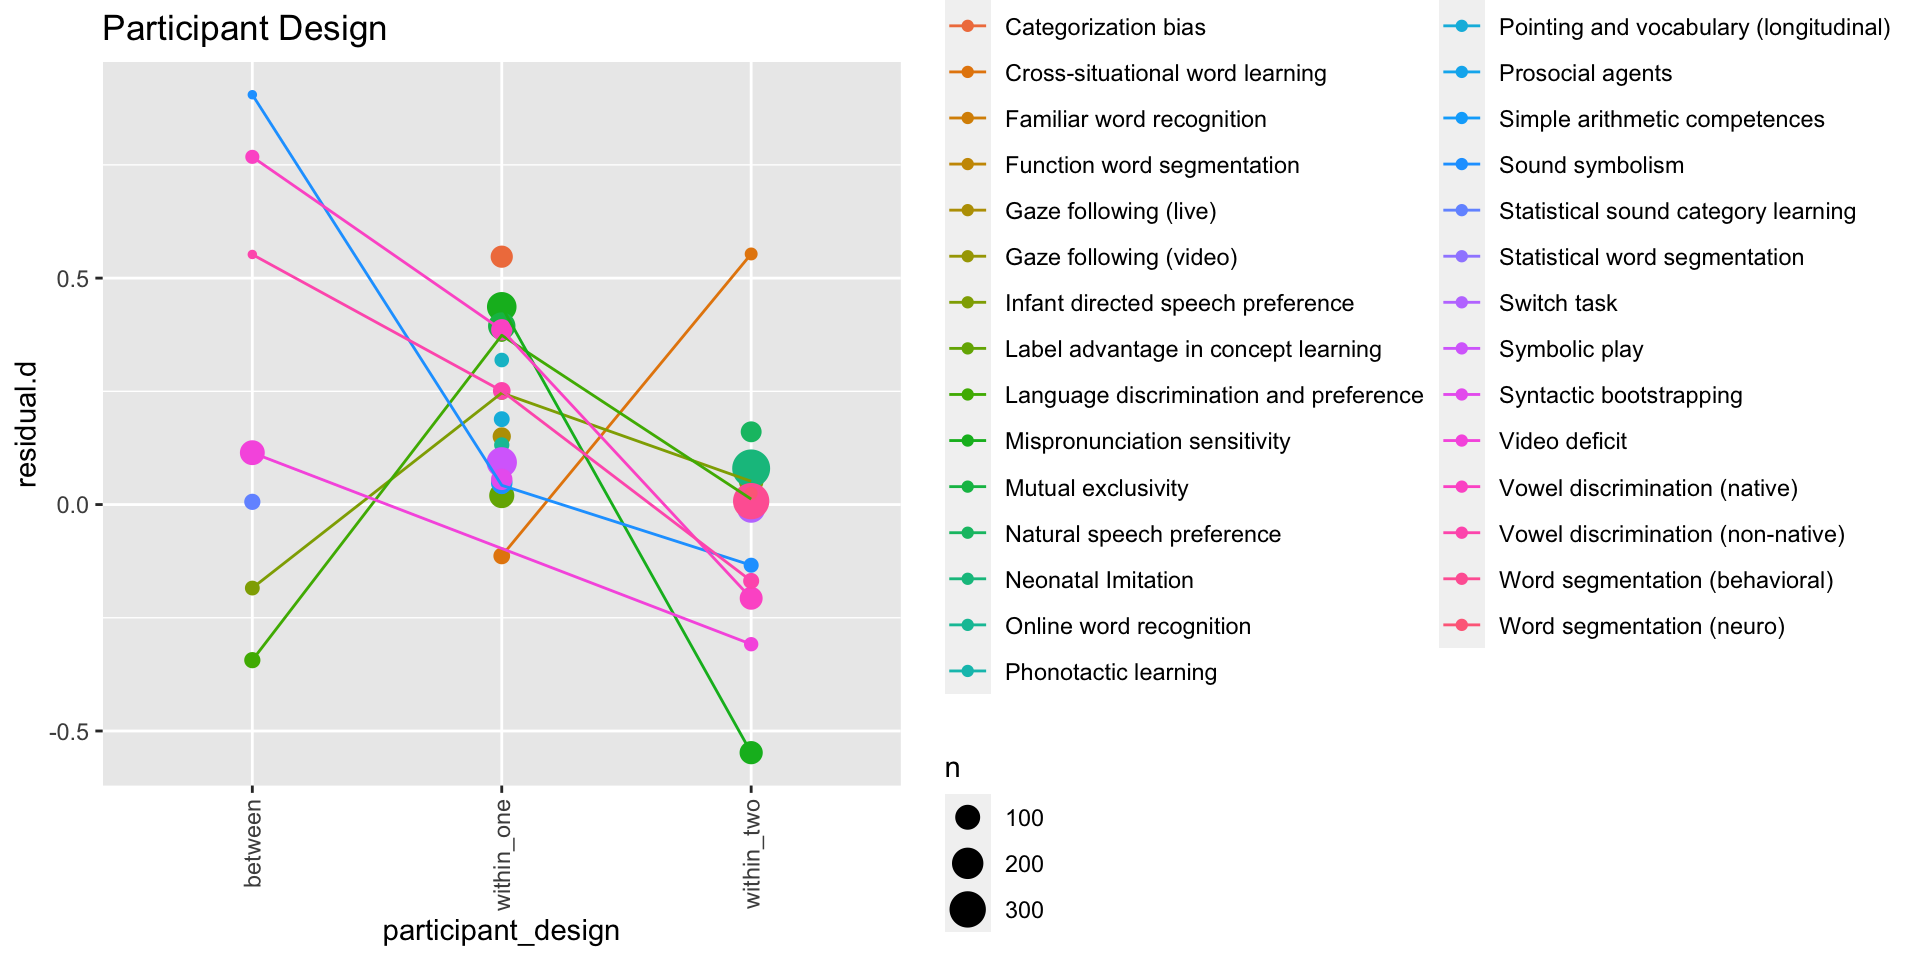 Participant Design
residual.d
0.5
0.0
-0.5
between
within_one
within_two
participant_design
Categorization bias
Cross-situational word learning
Familiar word recognition
Function word segmentation
Gaze following (live)
Gaze following (video)
Infant directed speech preference
Label advantage in concept learning
Language discrimination and preference
Mispronunciation sensitivity
Mutual exclusivity
Natural speech preference
Neonatal Imitation
Online word recognition
Phonotactic learning
Pointing and vocabulary (longitudinal)
Prosocial agents
Simple arithmetic competences
Sound symbolism
Statistical sound category learning
Statistical word segmentation
Switch task
Symbolic play
Syntactic bootstrapping
Video deficit
Vowel discrimination (native)
Vowel discrimination (non-native)
Word segmentation (behavioral)
Word segmentation (neuro)
n
100
200
300